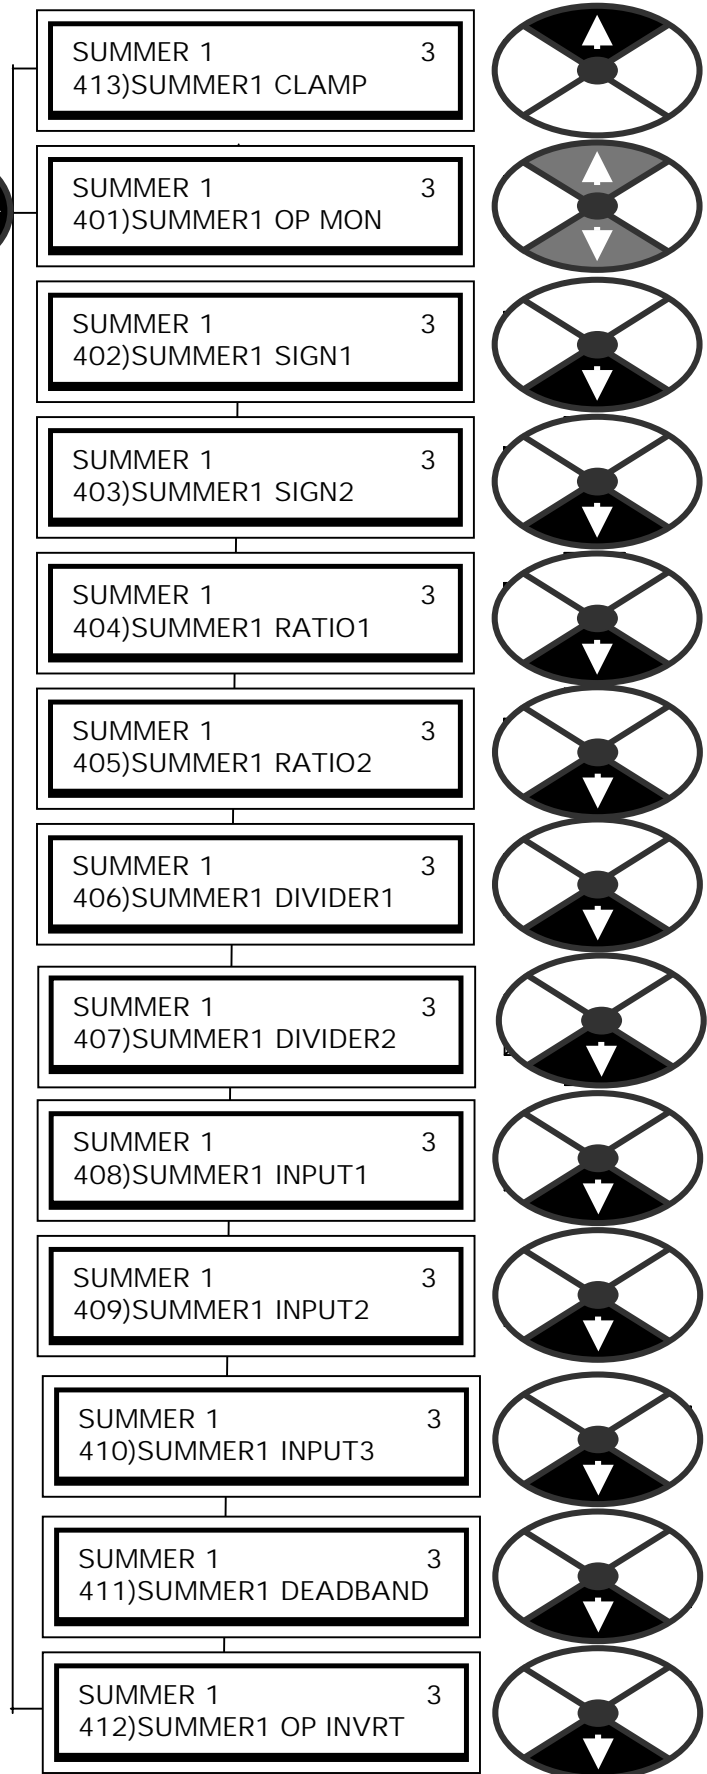 SUMMER 1 3
413)SUMMER1 CLAMP
SUMMER 1 3
401)SUMMER1 OP MON
SUMMER 1 3
402)SUMMER1 SIGN1
SUMMER 1 3
403)SUMMER1 SIGN2
SUMMER 1 3
404)SUMMER1 RATIO1
SUMMER 1 3
405)SUMMER1 RATIO2
SUMMER 1 3
406)SUMMER1 DIVIDER1
SUMMER 1 3
407)SUMMER1 DIVIDER2
SUMMER 1 3
408)SUMMER1 INPUT1
SUMMER 1 3
409)SUMMER1 INPUT2
SUMMER 1 3
410)SUMMER1 INPUT3
SUMMER 1 3
411)SUMMER1 DEADBAND
SUMMER 1 3
412)SUMMER1 OP INVRT